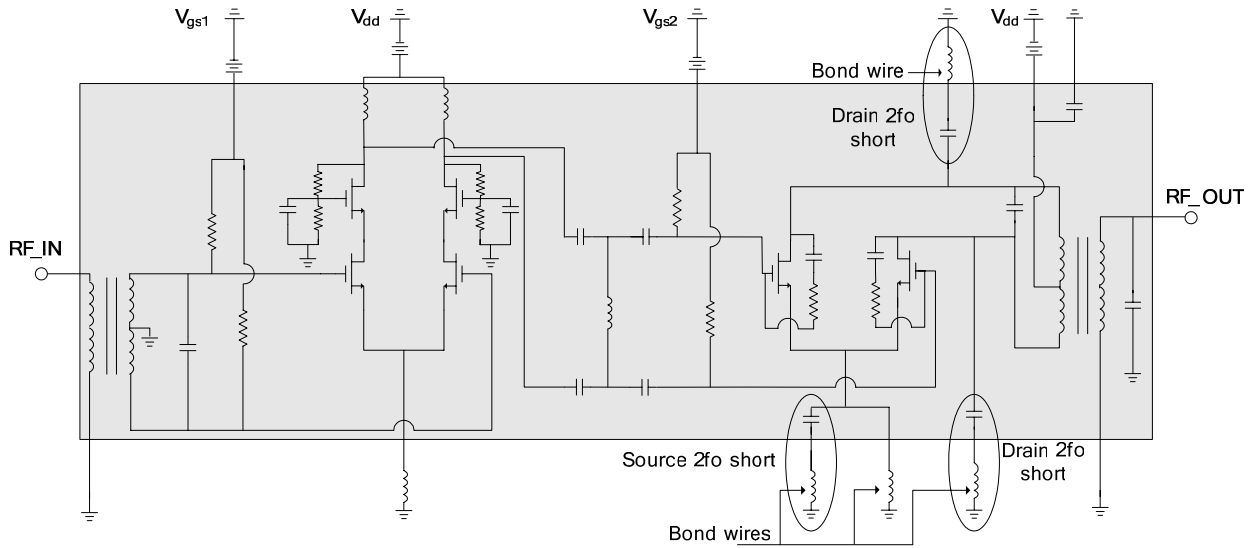 Vgs1
Vdd
Vgs2
Vdd
Bond wire
Drain 2fo
short
RF_OUT
RF_IN
Source 2fo short
Drain 2fo
short
Bond wires